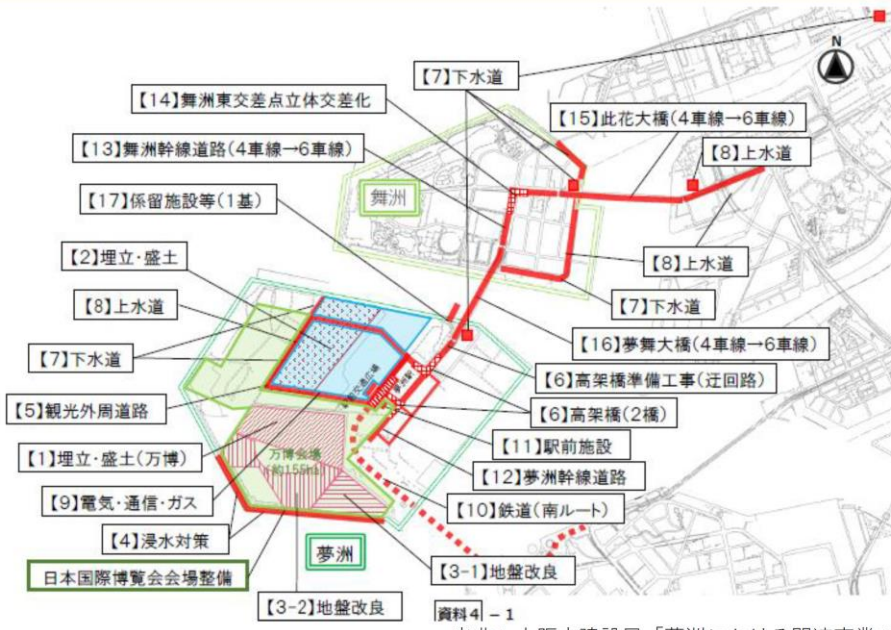 N
【7】下水道
【14】舞洲東交差点立体交差化
【15】此花大橋(4車線→6車線)
【13】舞洲幹線道路(4車線→6車線)
【8】上水道
舞洲
【17】係留施設等(1基)
【2】埋立・盛土
【8】上水道
【8】上水道
【7】下水道
【7】下水道
【16】夢舞大橋(4車線→6車線)
【6】高架橋準備工事(迂回路)
【5】観光外周道路
【6】高架橋(2橋)
夢洲駅
【11】駅前施設
【1】埋立・盛土(万博)
万博会場
(約155ha)
【12】夢洲幹線道路
【9】電気・通信・ガス
【10】鉄道(南ルート)
【4】浸水対策
夢洲
日本国際博覧会会場整備
【3-1】地盤改良
【3-2】地盤改良
資料4-1